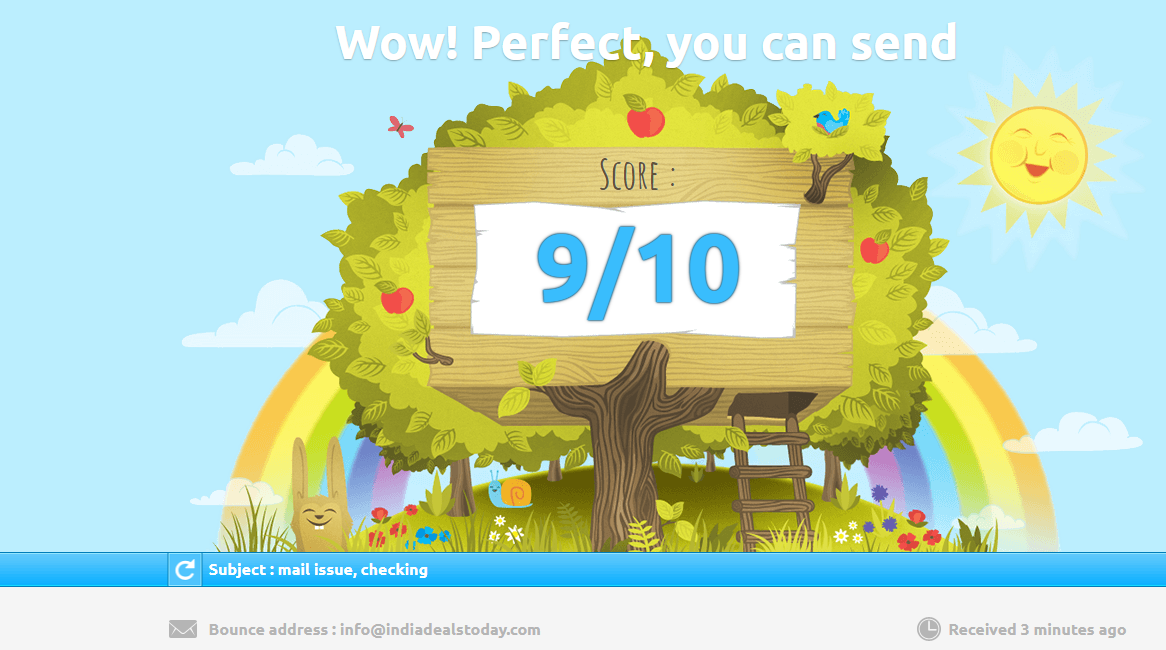 Wow! Perfect, you can send
Score :
9/10
Subject : mail issue, checking
Bounce address : info@indiadealstoday.com
Received 3 minutes ago